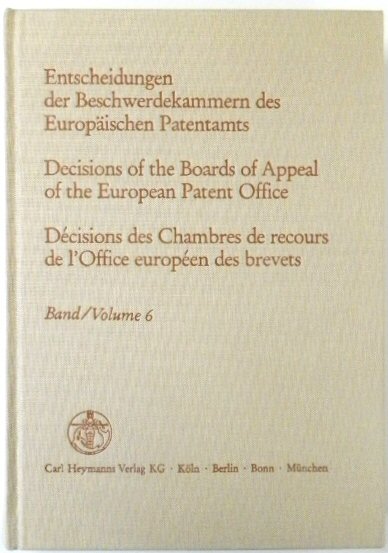 Entscheidungen
der Beschwerdekammern des
Europäischen Patentamts
Decisions of the Boards of Appeal
of the European Patent Office
Décisions des Chambres de recours
de l'Office européen des brevets
Band/Volume 6
Carl Heymanns Verlag KG · Köln · Berlin · Bonn · München